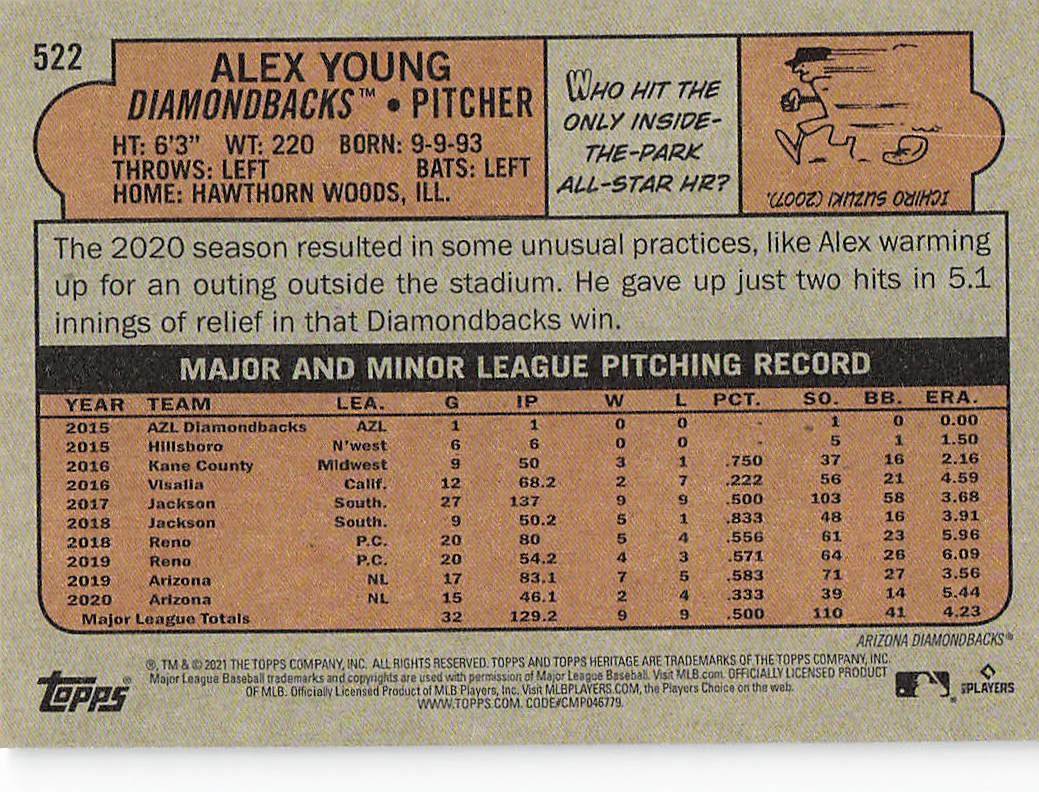 522
ALEX YOUNG
DIAMONDBACKS™ • PITCHER
HT: 6'3" WT: 220 BORN: 9-9-93
THROWS: LEFT BATS: LEFT
HOME: HAWTHORN WOODS, ILL.
WHO HIT THE
ONLY INSIDE-
THE-PARK
ALL-STAR HR?
ICHIRO SUZUKI (2007).
The 2020 season resulted in some unusual practices, like Alex warming
up for an outing outside the stadium. He gave up just two hits in 5.1
innings of relief in that Diamondbacks win.
MAJOR AND MINOR LEAGUE PITCHING RECORD
YEAR TEAM LEA. G IP W L PCT. SO. BB. ERA.
2015 AZL Diamondbacks AZL 1 1 0 0 - 1 0 0.00
2015 Hillsboro N'west 6 6 0 0 - 5 1 1.50
2016 Kane County Midwest 9 50 3 1 .750 37 16 2.16
2016 Visalia Calif. 12 68.2 2 7 .222 56 21 4.59
2017 Jackson South. 27 137 9 9 .500 103 58 3.68
2018 Jackson South. 9 50.2 5 1 .833 48 16 3.91
2018 Reno P.C. 20 80 5 4 .556 61 23 5.96
2019 Reno P.C. 20 54.2 4 3 .571 64 26 6.09
2019 Arizona NL 17 83.1 7 5 .583 71 27 3.56
2020 Arizona NL 15 46.1 2 4 .333 39 14 5.44
Major League Totals 32 129.2 9 9 .500 110 41 4.23
ARIZONA DIAMONDBACKS®
®, TM & © 2021 THE TOPPS COMPANY, INC. ALL RIGHTS RESERVED. TOPPS AND TOPPS HERITAGE ARE TRADEMARKS OF THE TOPPS COMPANY, INC.
Major League Baseball trademarks and copyrights are used with permission of Major League Baseball. Visit MLB.com. OFFICIALLY LICENSED PRODUCT
OF MLB. Officially Licensed Product of MLB Players, Inc. Visit MLBPLAYERS.COM, the Players Choice on the web.
WWW.TOPPS.COM. CODE#CMP046779.
Topps®
MLBPLAYERS